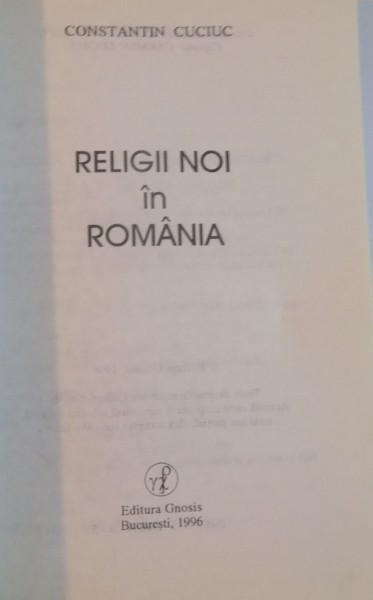 CONSTANTIN CUCIUC
RELIGII NOI
în
ROMÂNIA
Editura Gnosis
București, 1996